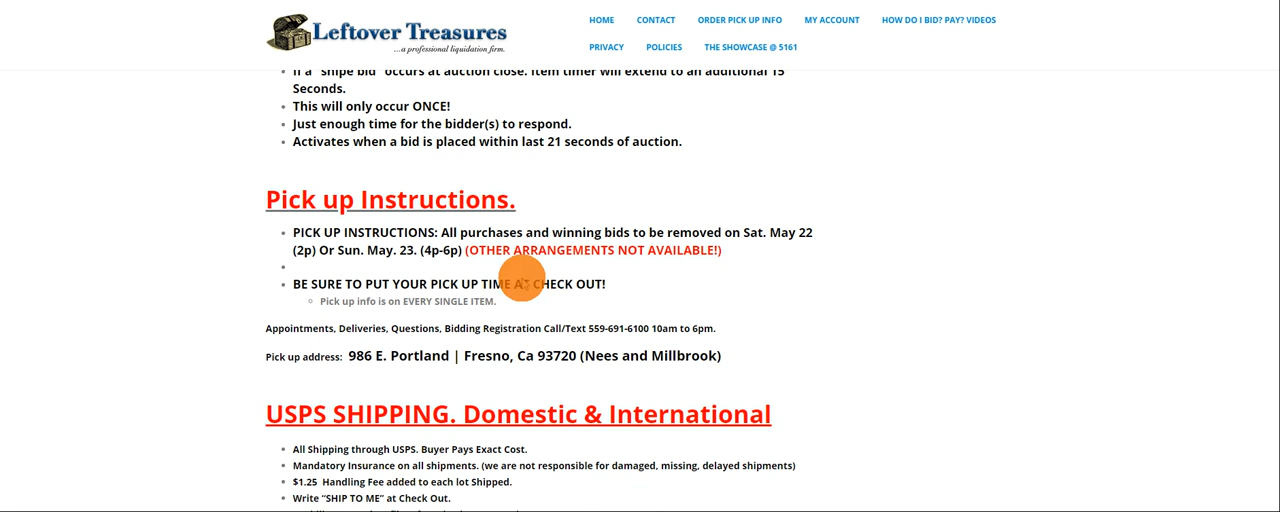 Leftover Treasures
...a professional liquidation firm.
HOME CONTACT ORDER PICK UP INFO MY ACCOUNT HOW DO I BID? PAY? VIDEOS
PRIVACY POLICIES THE SHOWCASE @ 5161
If a "snipe bid" occurs at auction close. Item timer will extend to an additional 15
Seconds.
This will only occur ONCE!
Just enough time for the bidder(s) to respond.
Activates when a bid is placed within last 21 seconds of auction.
Pick up Instructions.
PICK UP INSTRUCTIONS: All purchases and winning bids to be removed on Sat. May 22
(2p) Or Sun. May. 23. (4p-6p) (OTHER ARRANGEMENTS NOT AVAILABLE!)
BE SURE TO PUT YOUR PICK UP TIME AT CHECK OUT!
Pick up info is on EVERY SINGLE ITEM.
Appointments, Deliveries, Questions, Bidding Registration Call/Text 559-691-6100 10am to 6pm.
Pick up address: 986 E. Portland | Fresno, Ca 93720 (Nees and Millbrook)
USPS SHIPPING. Domestic & International
All Shipping through USPS. Buyer Pays Exact Cost.
Mandatory Insurance on all shipments. (we are not responsible for damaged, missing, delayed shipments)
$1.25 Handling Fee added to each lot Shipped.
Write “SHIP TO ME” at Check Out.